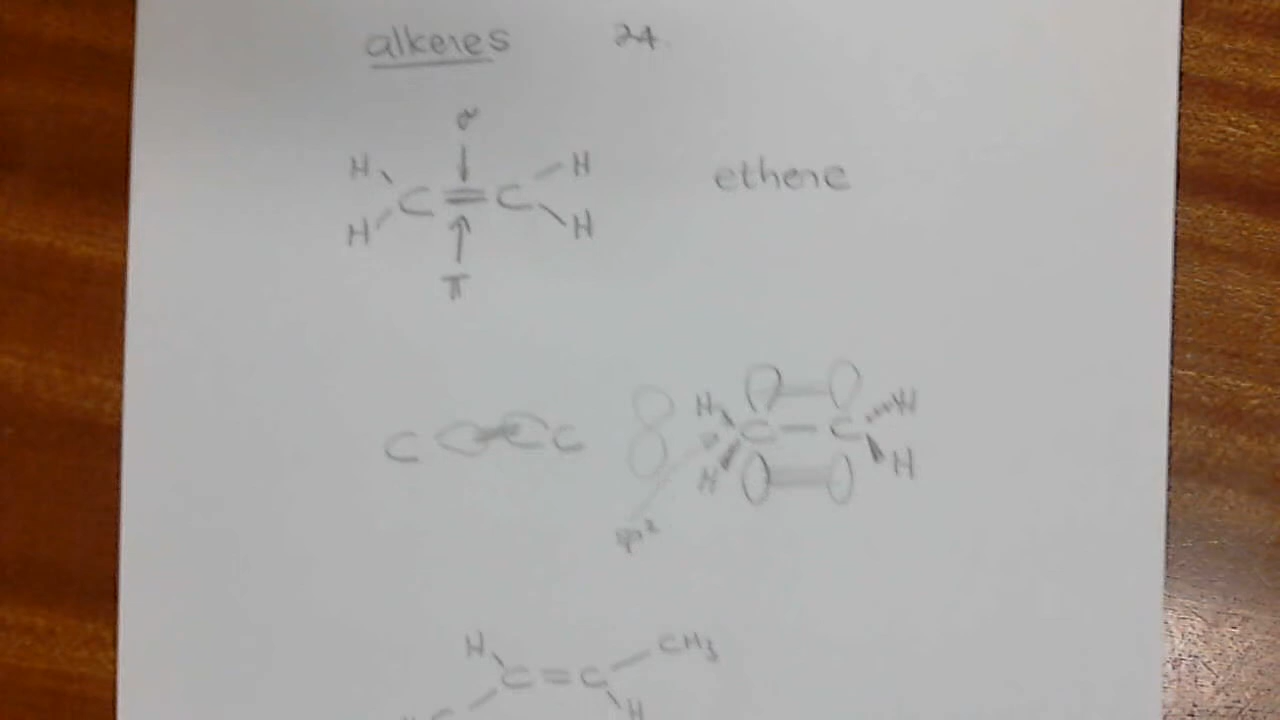 alkenes 24
σ
H H
C = C ethene
H H
π
C C H C - C H
H H
sp²
H CH₃
C = C
H